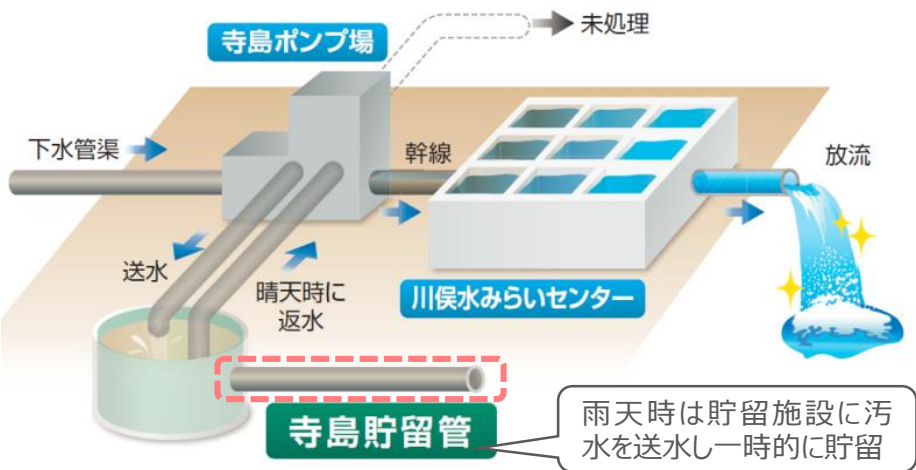 未処理
寺島ポンプ場
下水管渠
幹線
放流
送水
晴天時に
返水
川俣水みらいセンター
寺島貯留管
雨天時は貯留施設に汚
水を送水し一時的に貯留